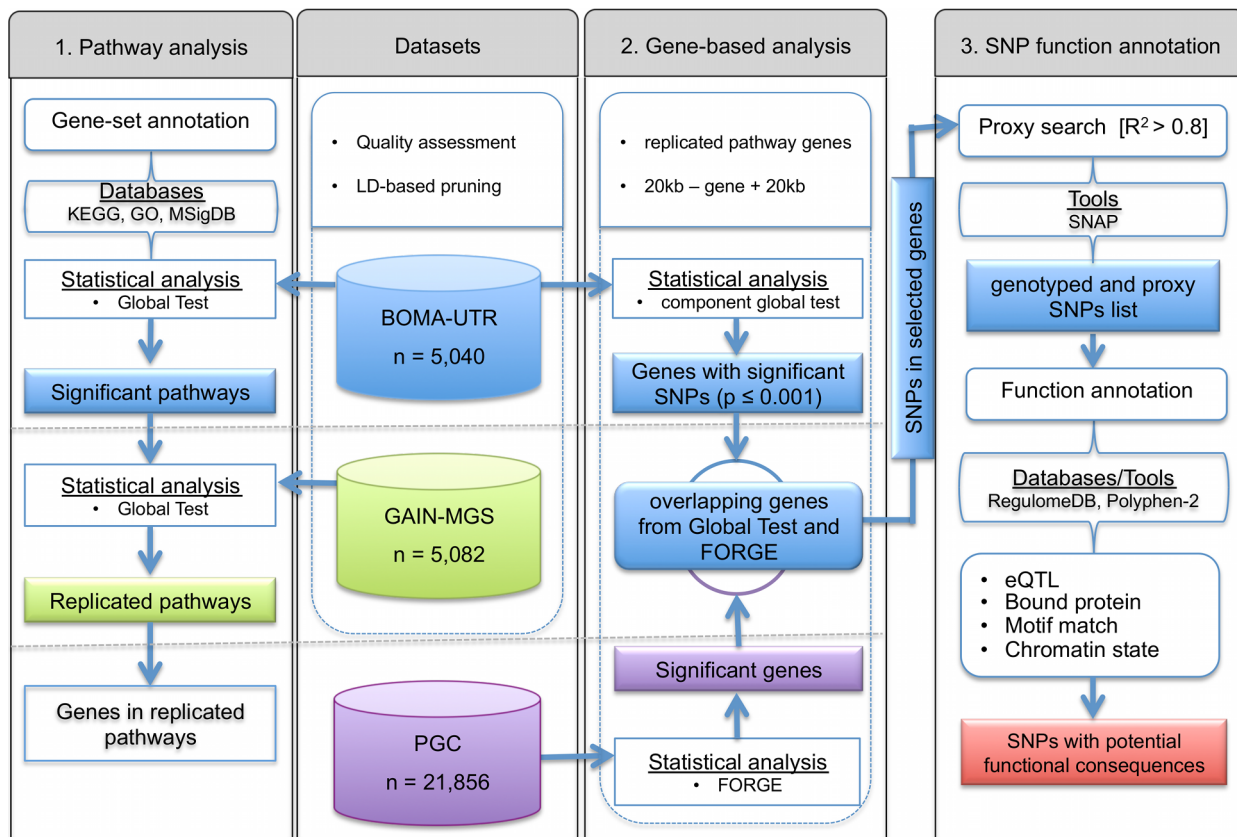 1. Pathway analysis
Gene-set annotation
Databases
KEGG, GO, MSigDB
Statistical analysis
• Global Test
Significant pathways
Statistical analysis
• Global Test
Replicated pathways
Genes in replicated
pathways
Datasets
• Quality assessment
• LD-based pruning
BOMA-UTR
n = 5,040
GAIN-MGS
n = 5,082
PGC
n = 21,856
2. Gene-based analysis
• replicated pathway genes
• 20kb – gene + 20kb
Statistical analysis
• component global test
Genes with significant
SNPs (p ≤ 0.001)
overlapping genes
from Global Test and
FORGE
Significant genes
Statistical analysis
• FORGE
SNPs in selected genes
3. SNP function annotation
Proxy search [R² > 0.8]
Tools
SNAP
genotyped and proxy
SNPs list
Function annotation
Databases/Tools
RegulomeDB, Polyphen-2
• eQTL
• Bound protein
• Motif match
• Chromatin state
SNPs with potential
functional consequences